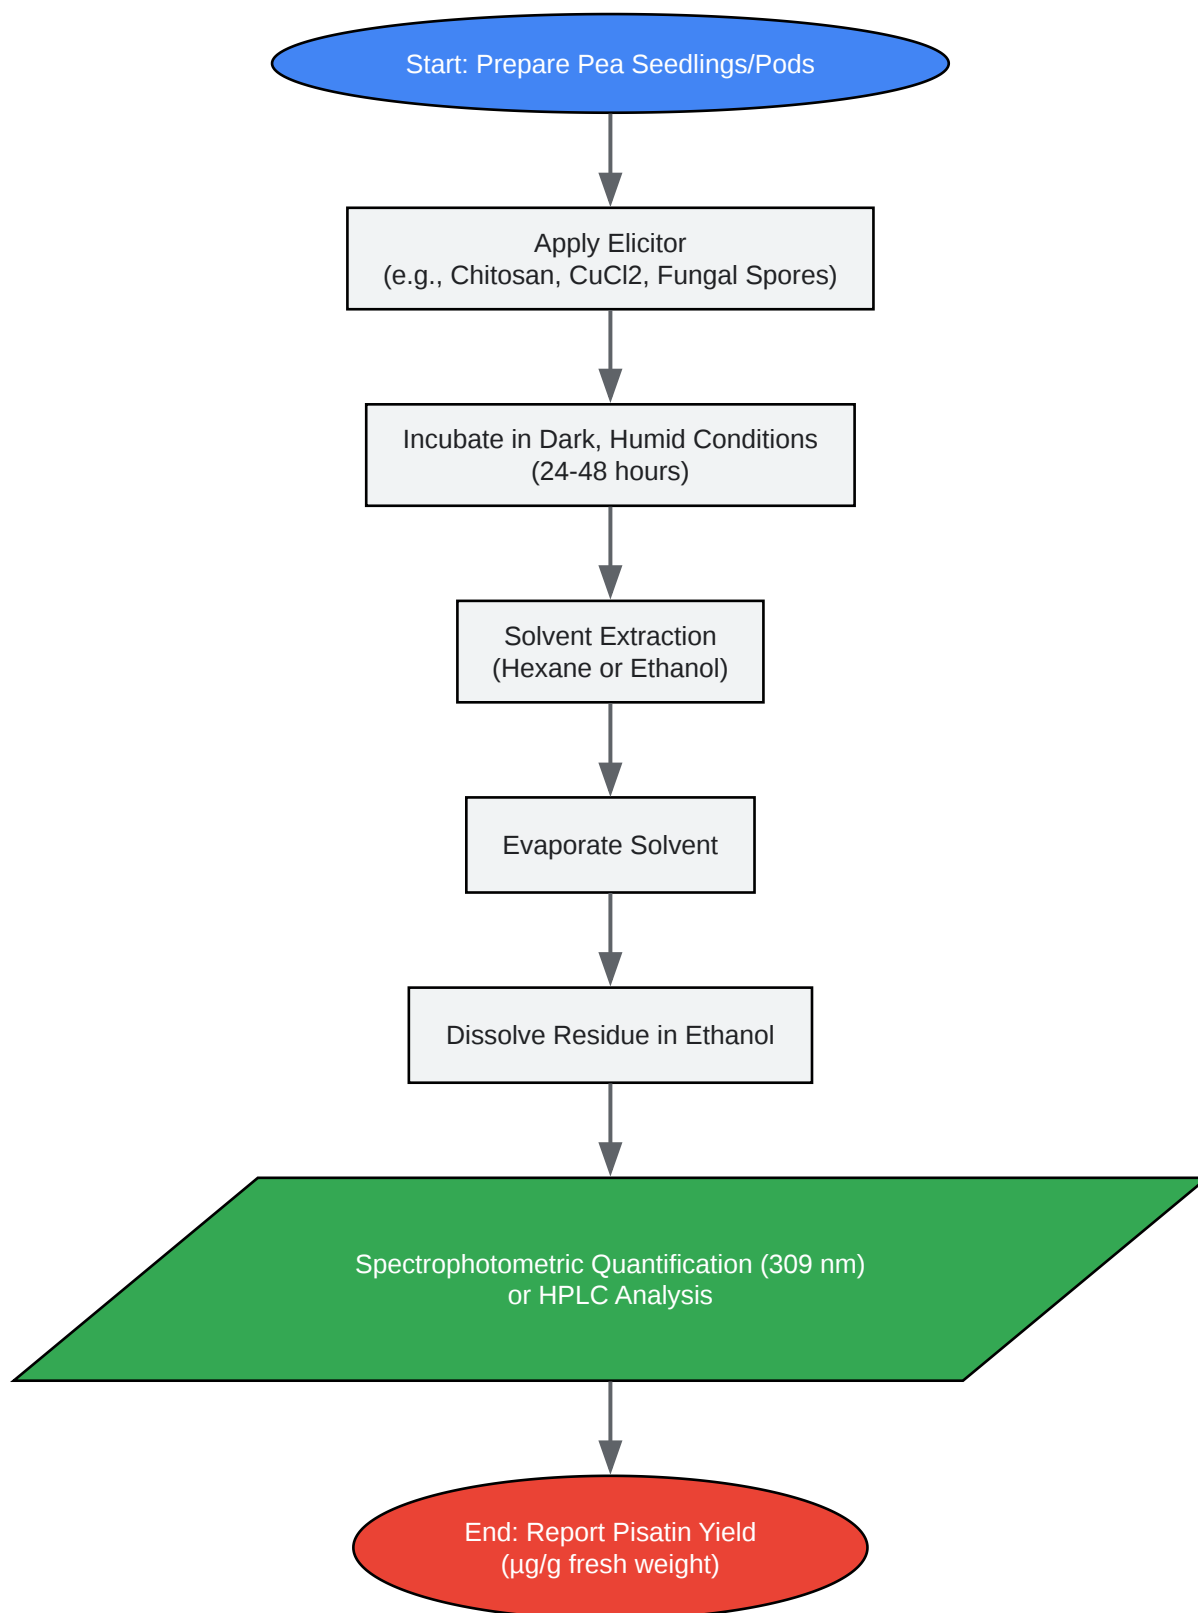 Start: Prepare Pea Seedlings/Pods
Apply Elicitor
(e.g., Chitosan, CuCl2, Fungal Spores)
Incubate in Dark, Humid Conditions
(24-48 hours)
Solvent Extraction
(Hexane or Ethanol)
Evaporate Solvent
Dissolve Residue in Ethanol
Spectrophotometric Quantification (309 nm)
or HPLC Analysis
End: Report Pisatin Yield
(µg/g fresh weight)